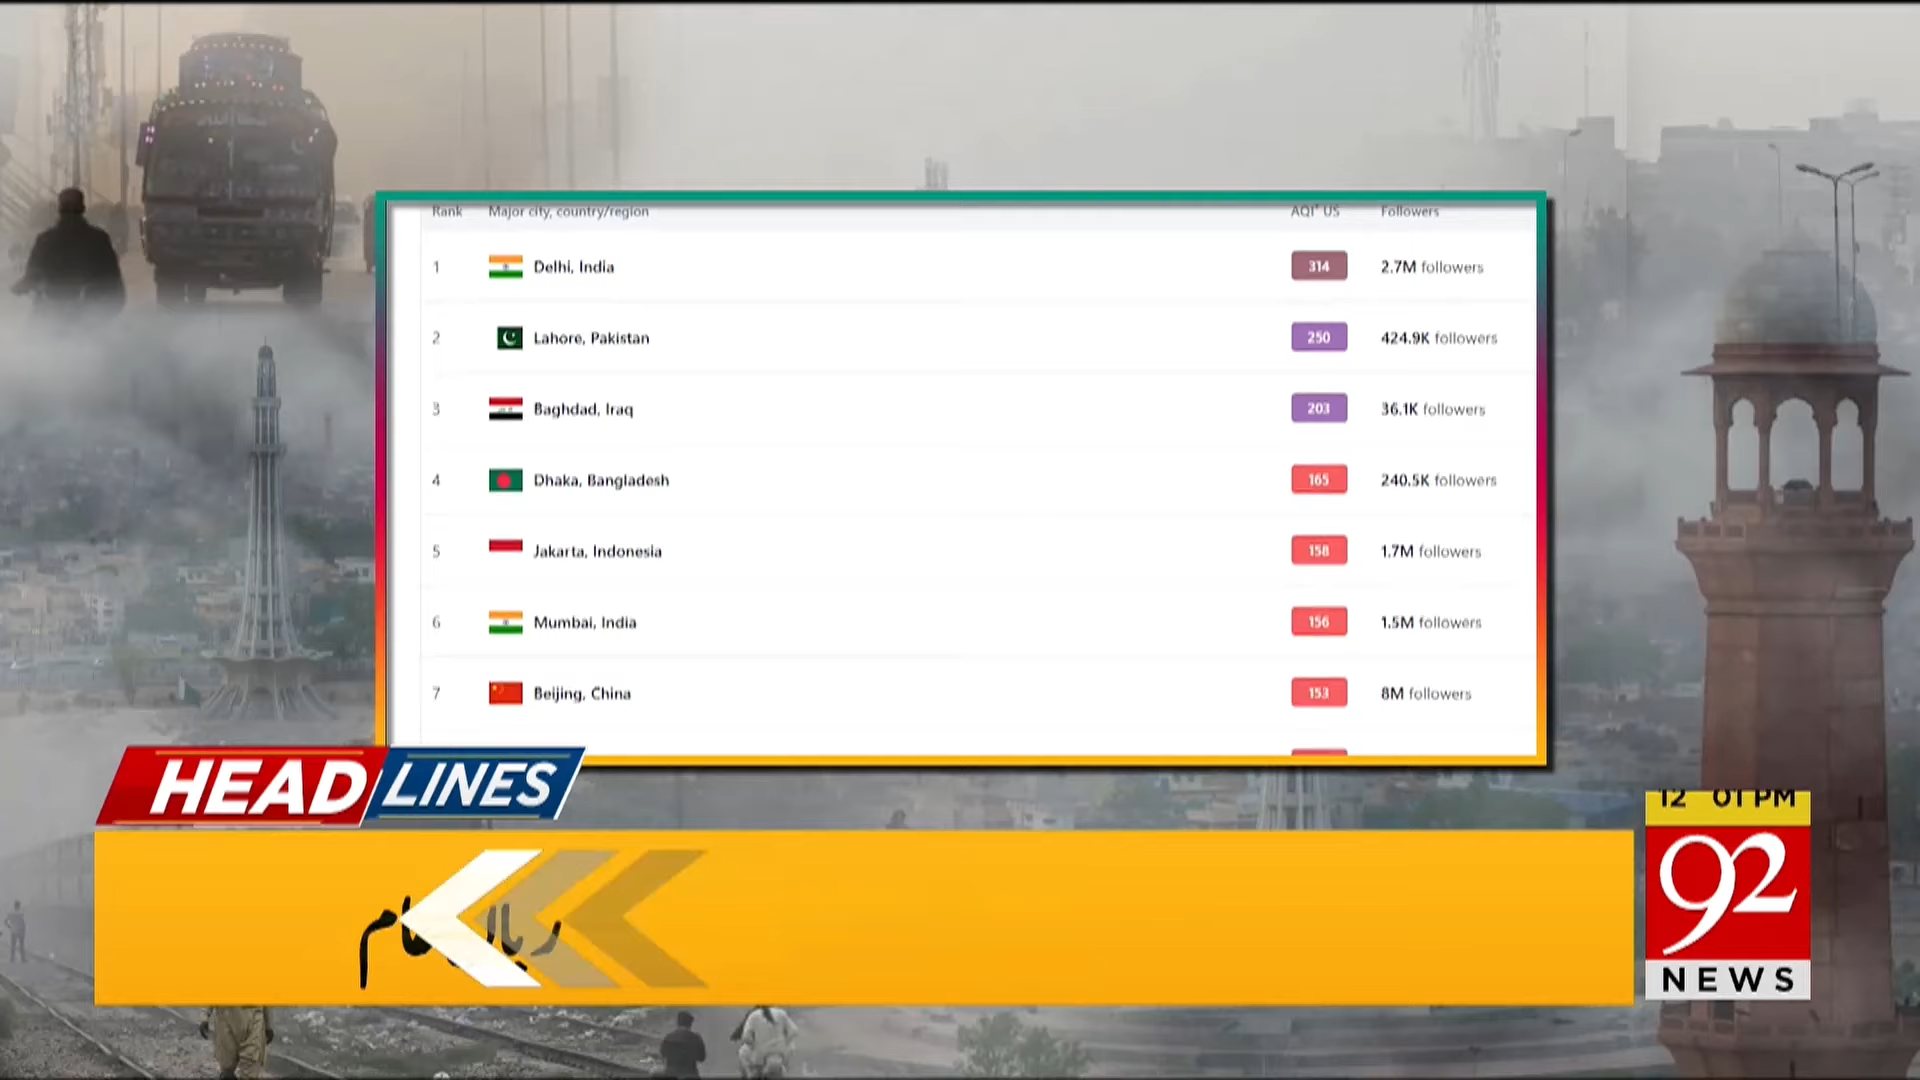 Rank Major city, country/region AQI* US Followers
1 Delhi, India 314 2.7M followers
2 Lahore, Pakistan 250 424.9K followers
3 Baghdad, Iraq 203 36.1K followers
4 Dhaka, Bangladesh 165 240.5K followers
5 Jakarta, Indonesia 158 1.7M followers
6 Mumbai, India 156 1.5M followers
7 Beijing, China 153 8M followers
HEADLINES
12 01 PM
92
NEWS